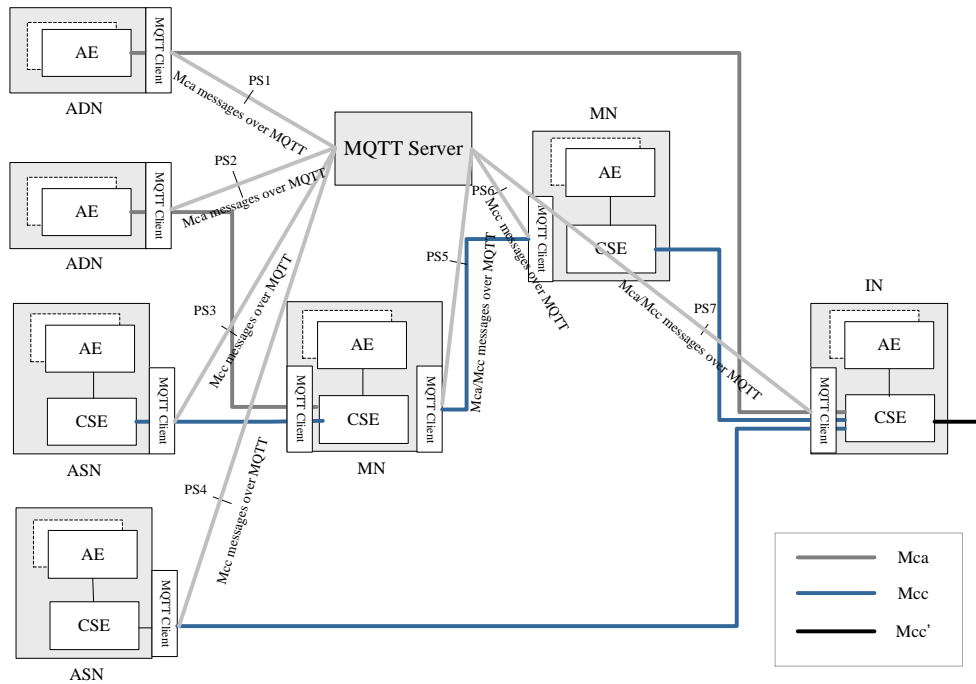 AE
MQTT Client
ADN
PS1
Mca messages over MQTT
AE
MQTT Client
ADN
PS2
Mca messages over MQTT
MQTT Server
MN
AE
CSE
MQTT Client
PS6
Mcc messages over MQTT
PS5
Mca/Mcc messages over MQTT
PS7
Mca/Mcc messages over MQTT
PS3
Mcc messages over MQTT
AE
CSE
MQTT Client
ASN
MQTT Client
AE
CSE
MQTT Client
MN
IN
AE
CSE
MQTT Client
PS4
Mcc messages over MQTT
AE
CSE
MQTT Client
ASN
Mca
Mcc
Mcc'